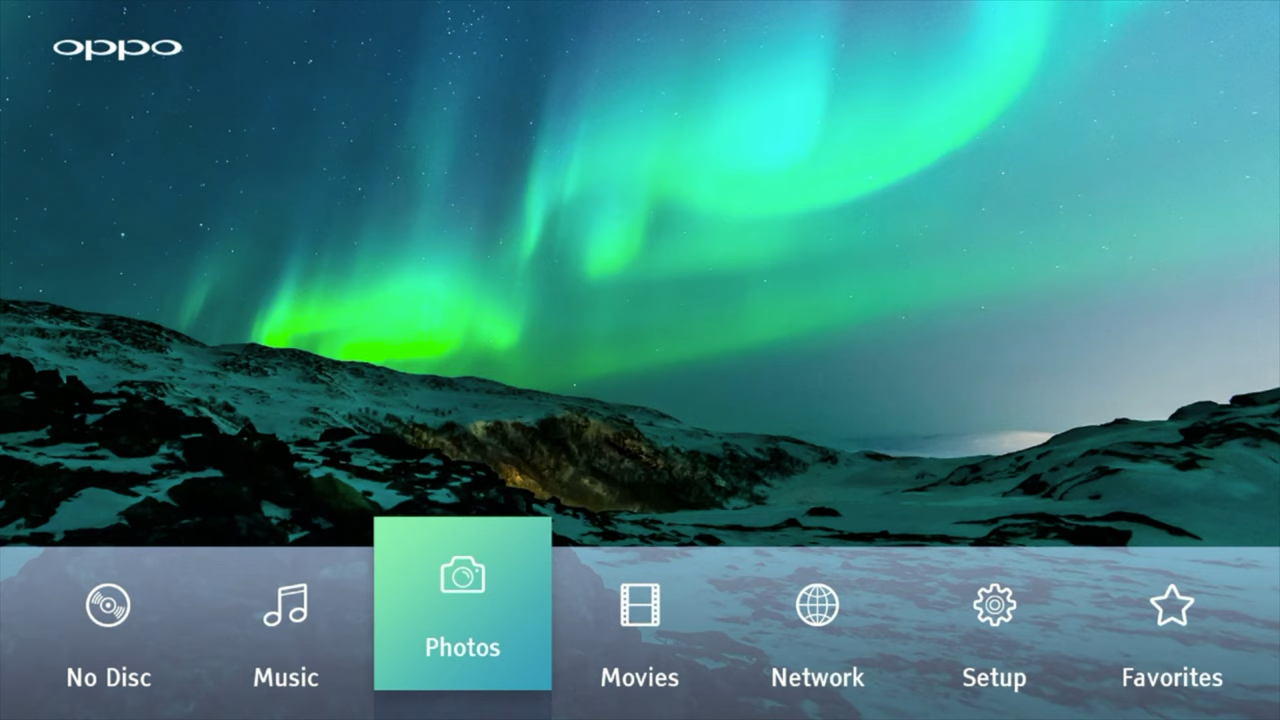 oppo
No Disc
Music
Photos
Movies
Network
Setup
Favorites